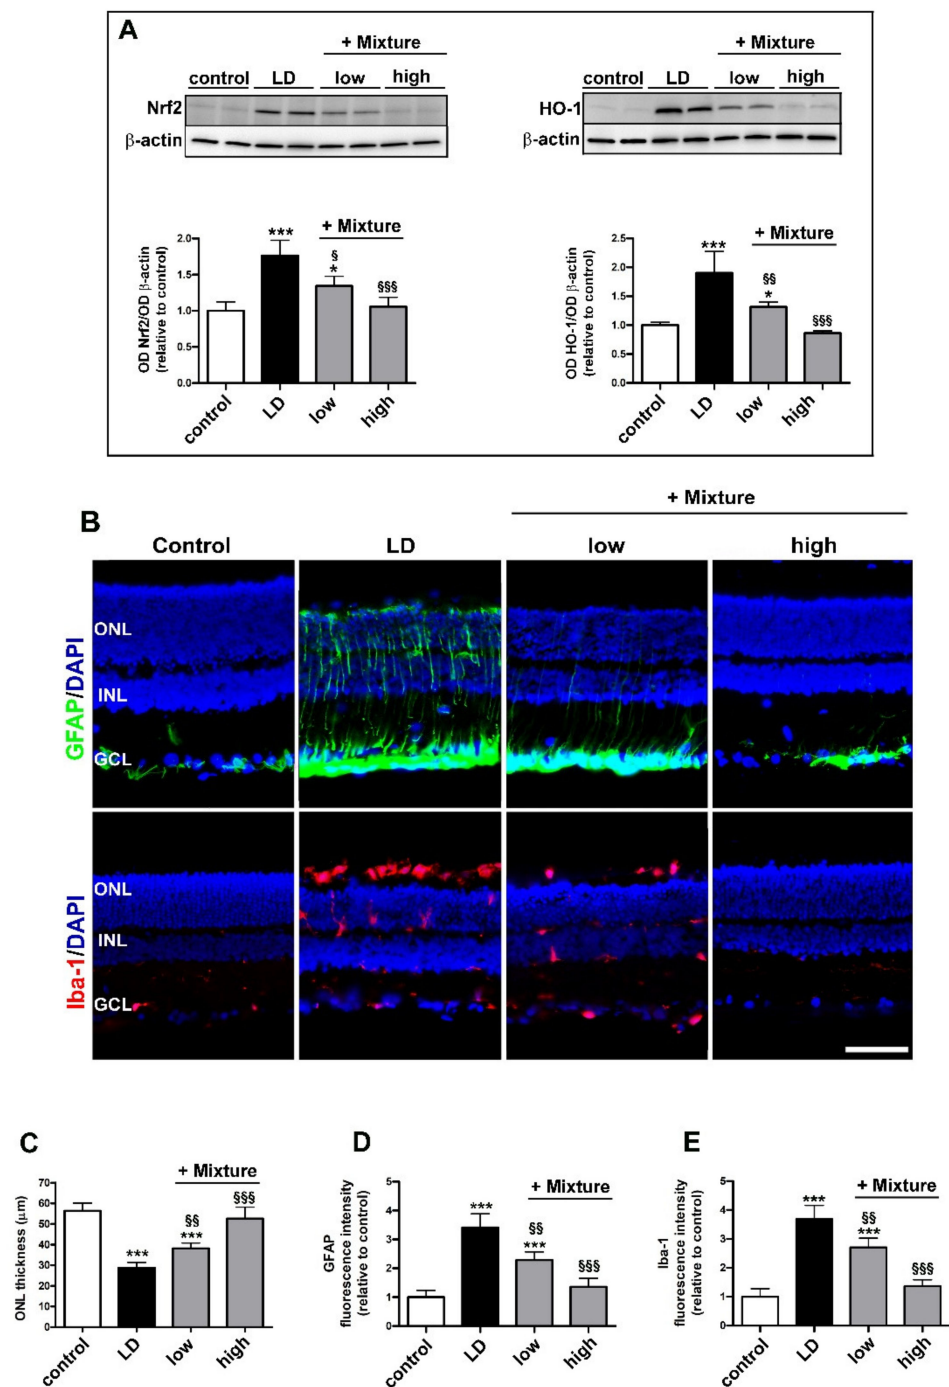 A
+ Mixture
control LD low high
Nrf2
β-actin
+ Mixture
control LD low high
HO-1
β-actin
+ Mixture
OD Nrf2/OD β-actin
(relative to control)
2.0
1.5
1.0
0.5
0.0
***
§
*
§§§
control LD low high
+ Mixture
OD HO-1/OD β-actin
(relative to control)
2.5
2.0
1.5
1.0
0.5
0.0
***
§§
*
§§§
control LD low high
B
+ Mixture
Control LD low high
GFAP/DAPI
ONL
INL
GCL
Iba-1/DAPI
ONL
INL
GCL
C
+ Mixture
ONL thickness (μm)
70
60
50
40
30
20
10
0
***
§§
***
§§§
control LD low high
D
+ Mixture
GFAP
fluorescence intensity
(relative to control)
5
4
3
2
1
0
***
§§
***
§§§
control LD low high
E
+ Mixture
Iba-1
fluorescence intensity
(relative to control)
5
4
3
2
1
0
***
§§
***
§§§
control LD low high